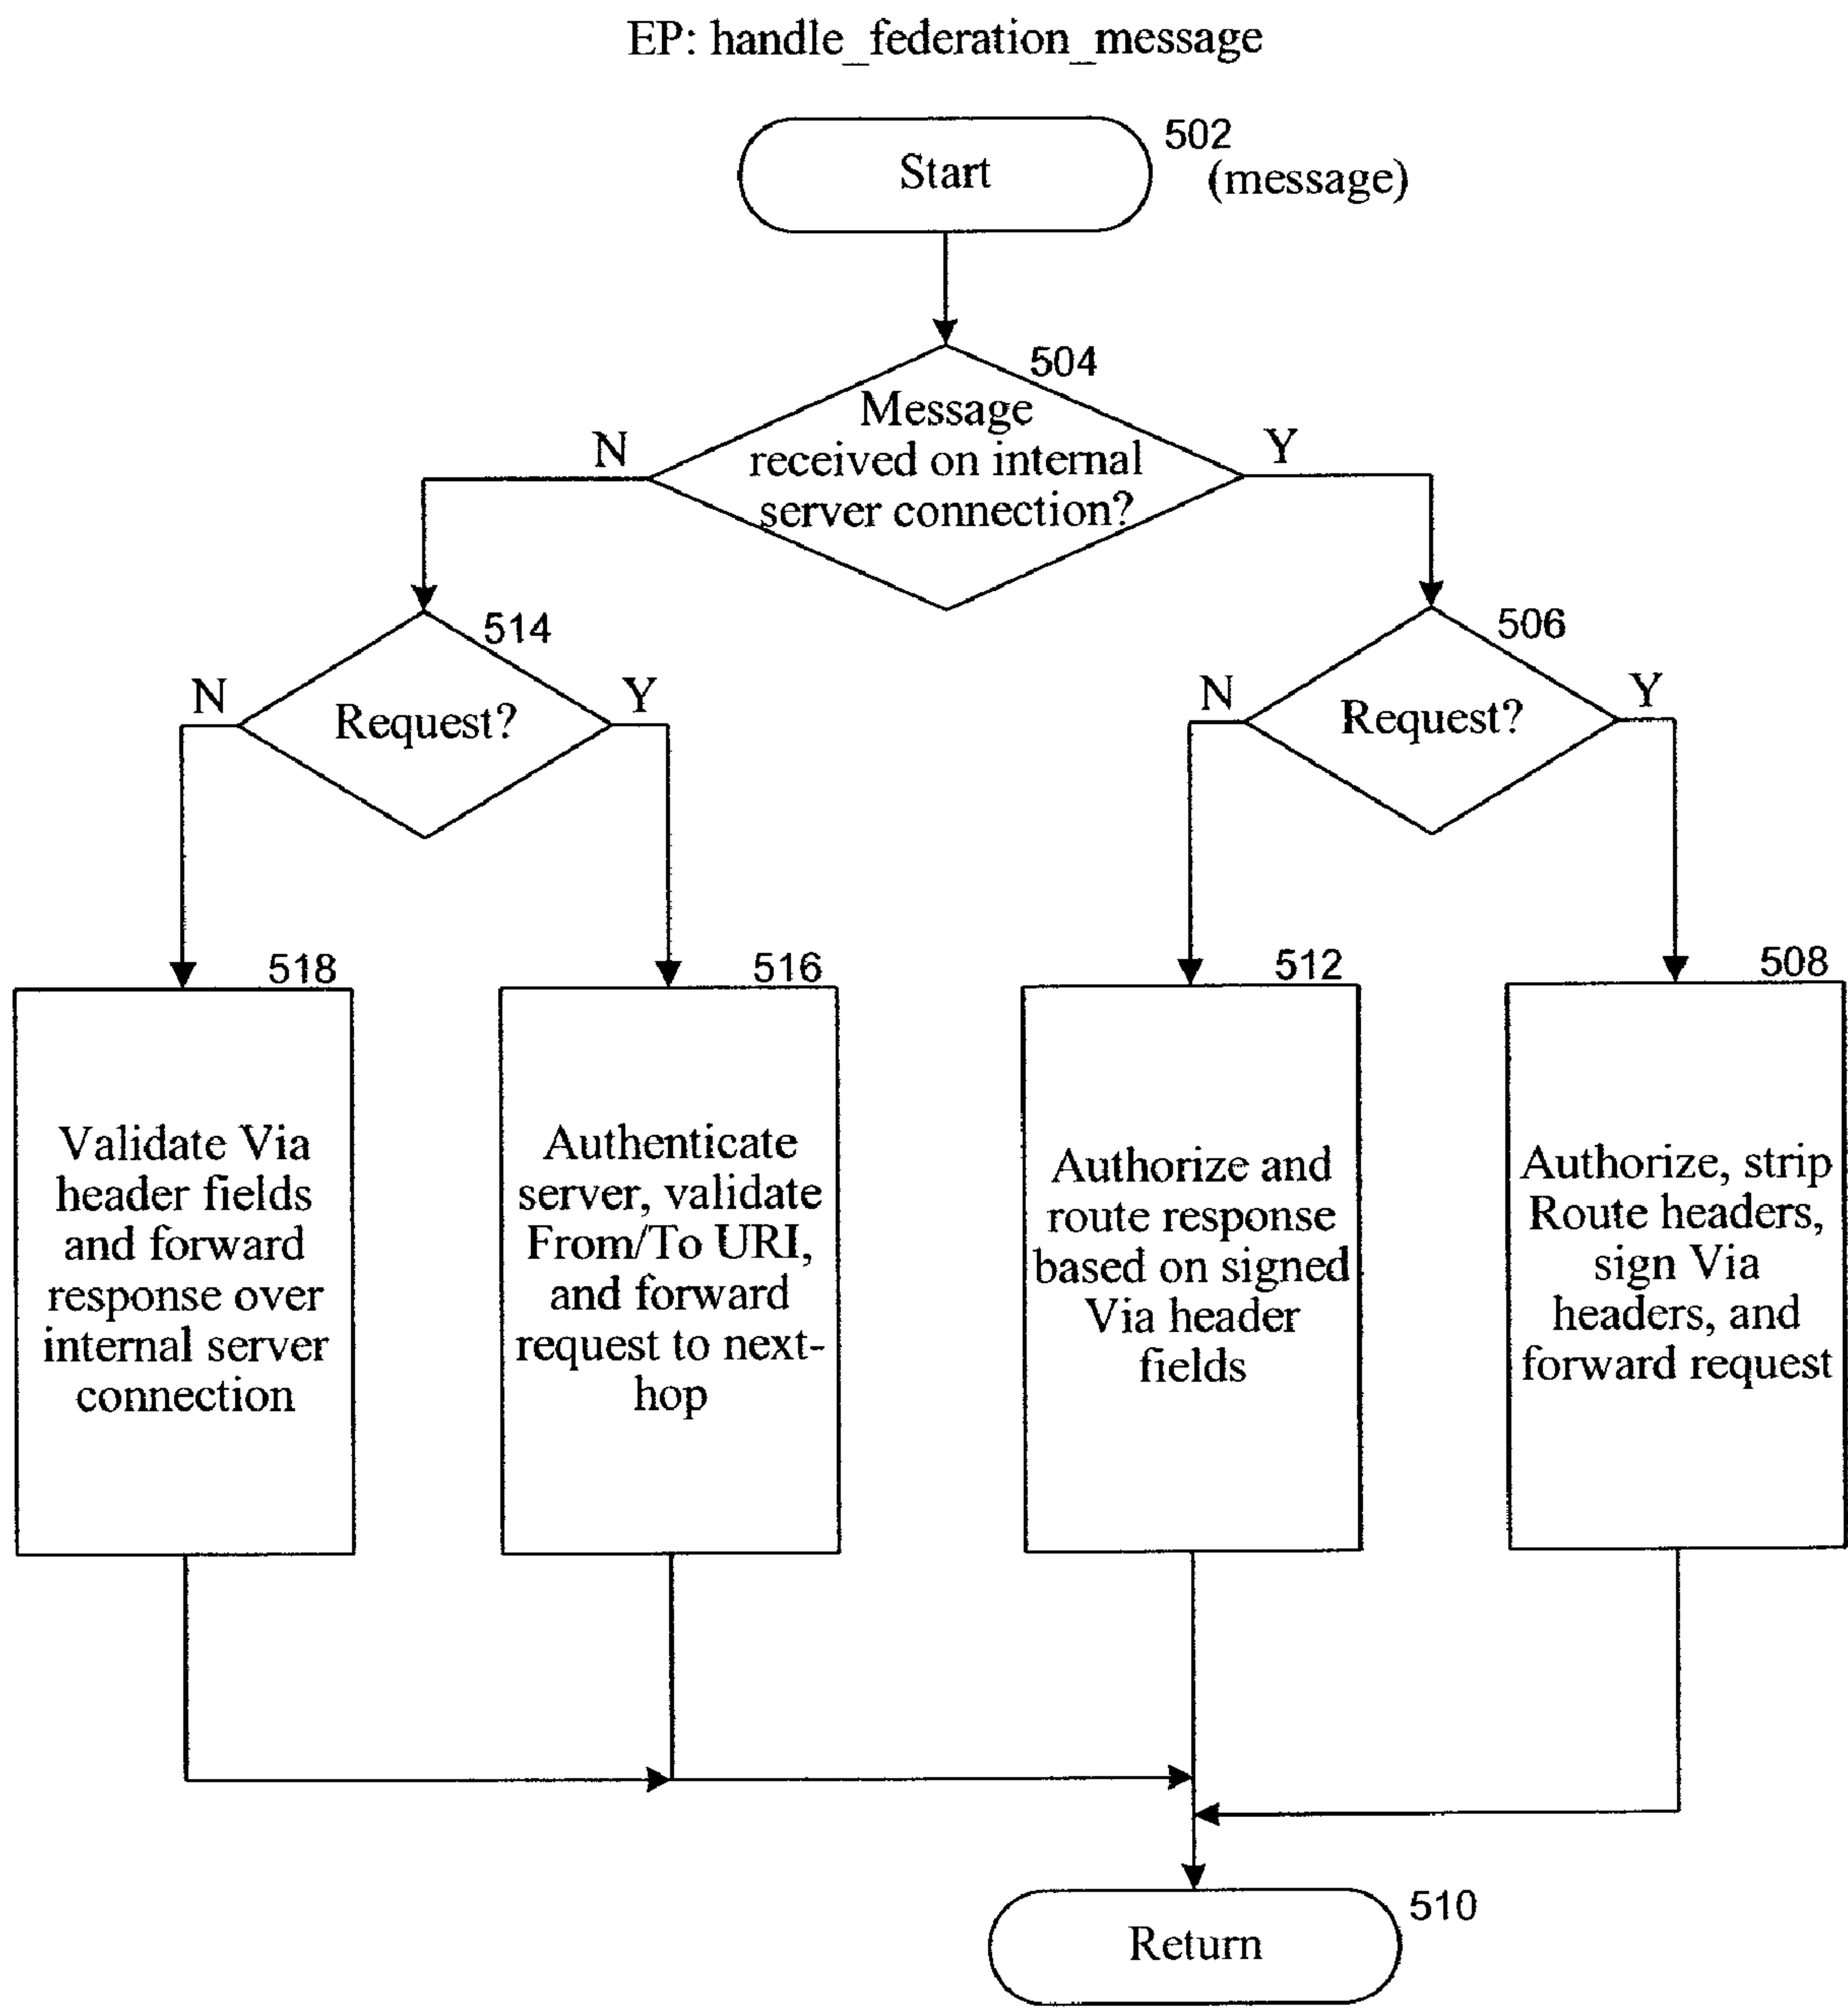 EP: handle_federation_message
502
Start
(message)
504
Message
received on internal
server connection?
N
Y
514
Request?
N
Y
506
Request?
N
Y
518
Validate Via
header fields
and forward
response over
internal server
connection
516
Authenticate
server, validate
From/To URI,
and forward
request to next-
hop
512
Authorize and
route response
based on signed
Via header
fields
508
Authorize, strip
Route headers,
sign Via
headers, and
forward request
510
Return